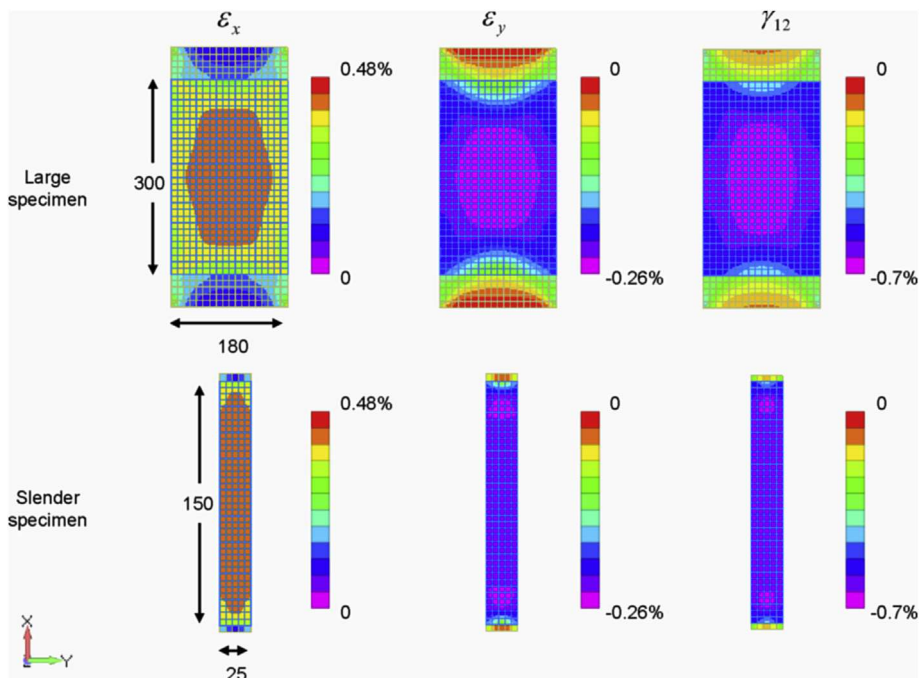 εx εy γ12
0.48% 0 0
Large
specimen
300
0 -0.26% -0.7%
180
0.48% 0 0
Slender
specimen
150
0 -0.26% -0.7%
X
Y
25